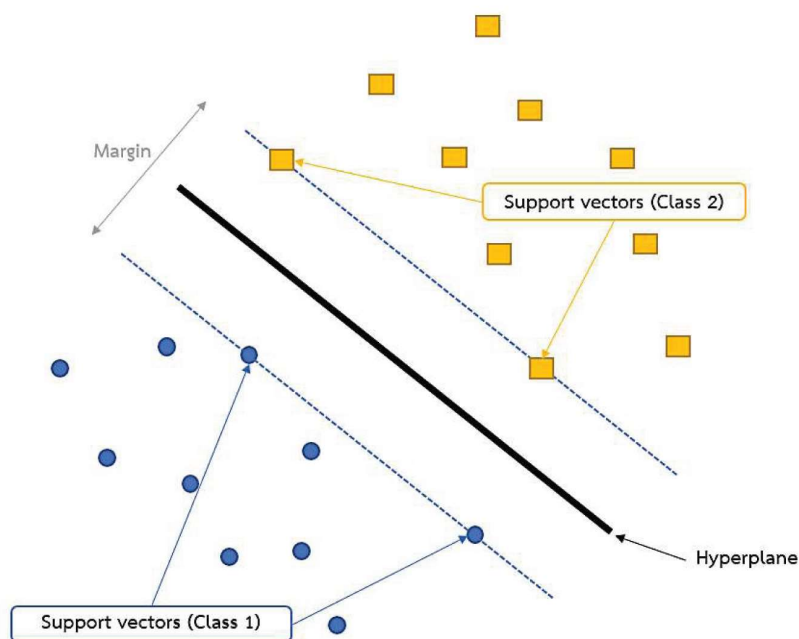 Margin
Support vectors (Class 2)
Hyperplane
Support vectors (Class 1)